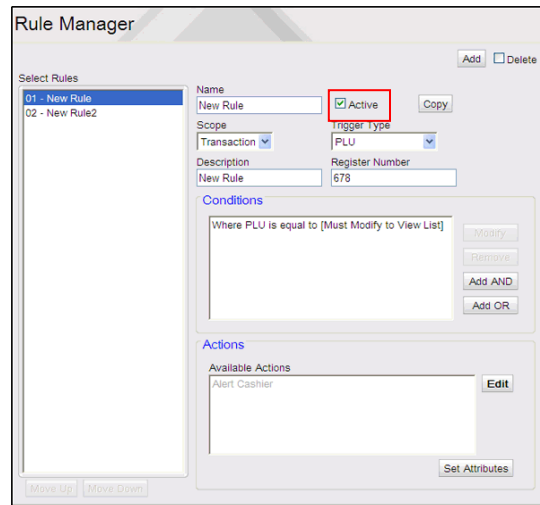 Rule Manager
Add Delete
Select Rules
01 - New Rule
02 - New Rule2
Name
New Rule Active Copy
Scope Trigger Type
Transaction PLU
Description Register Number
New Rule 678
Conditions
Where PLU is equal to [Must Modify to View List]
Modify
Remove
Add AND
Add OR
Actions
Available Actions
Alert Cashier
Edit
Set Attributes
Move Up Move Down